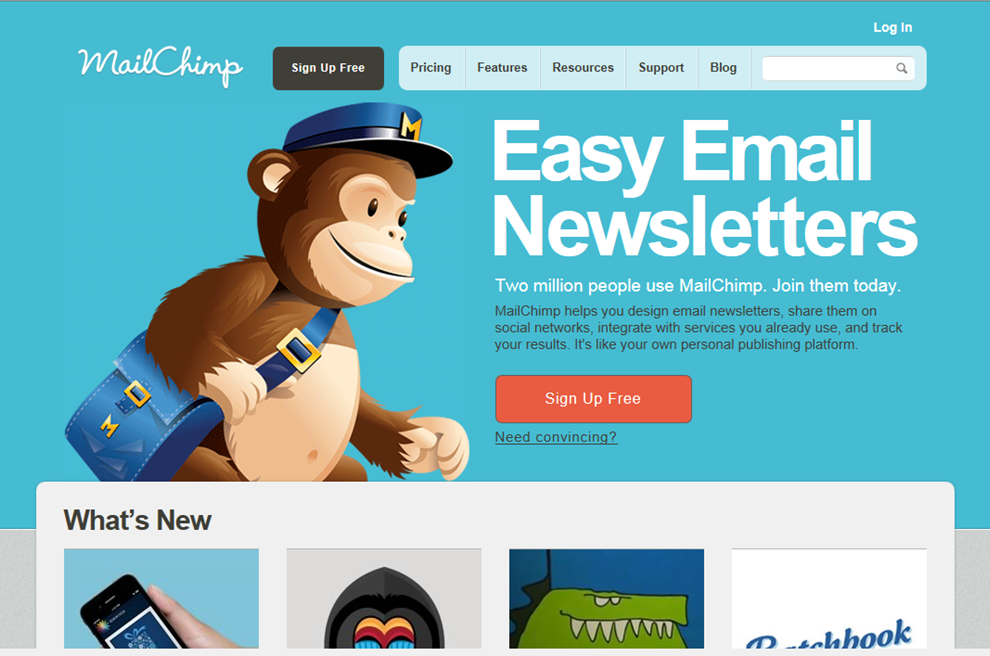 Log In
MailChimp
Sign Up Free
Pricing
Features
Resources
Support
Blog
M
Easy Email
Newsletters
Two million people use MailChimp. Join them today.
MailChimp helps you design email newsletters, share them on
social networks, integrate with services you already use, and track
your results. It's like your own personal publishing platform.
M
Sign Up Free
Need convincing?
What’s New